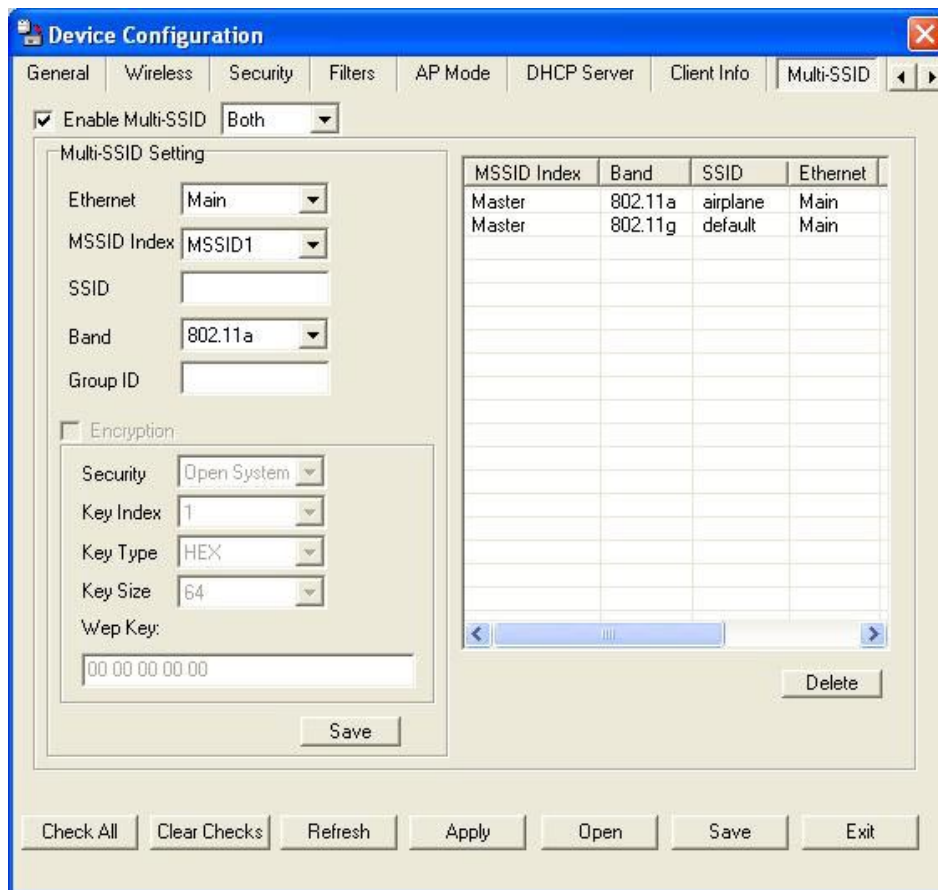 Device Configuration
General Wireless Security Filters AP Mode DHCP Server Client Info Multi-SSID
Enable Multi-SSID Both
Multi-SSID Setting
Ethernet Main
MSSID Index MSSID1
SSID
Band 802.11a
Group ID
Encryption
Security Open System
Key Index 1
Key Type HEX
Key Size 64
Wep Key:
00 00 00 00 00
Save
MSSID Index Band SSID Ethernet
Master 802.11a airplane Main
Master 802.11g default Main
Delete
Check All Clear Checks Refresh Apply Open Save Exit